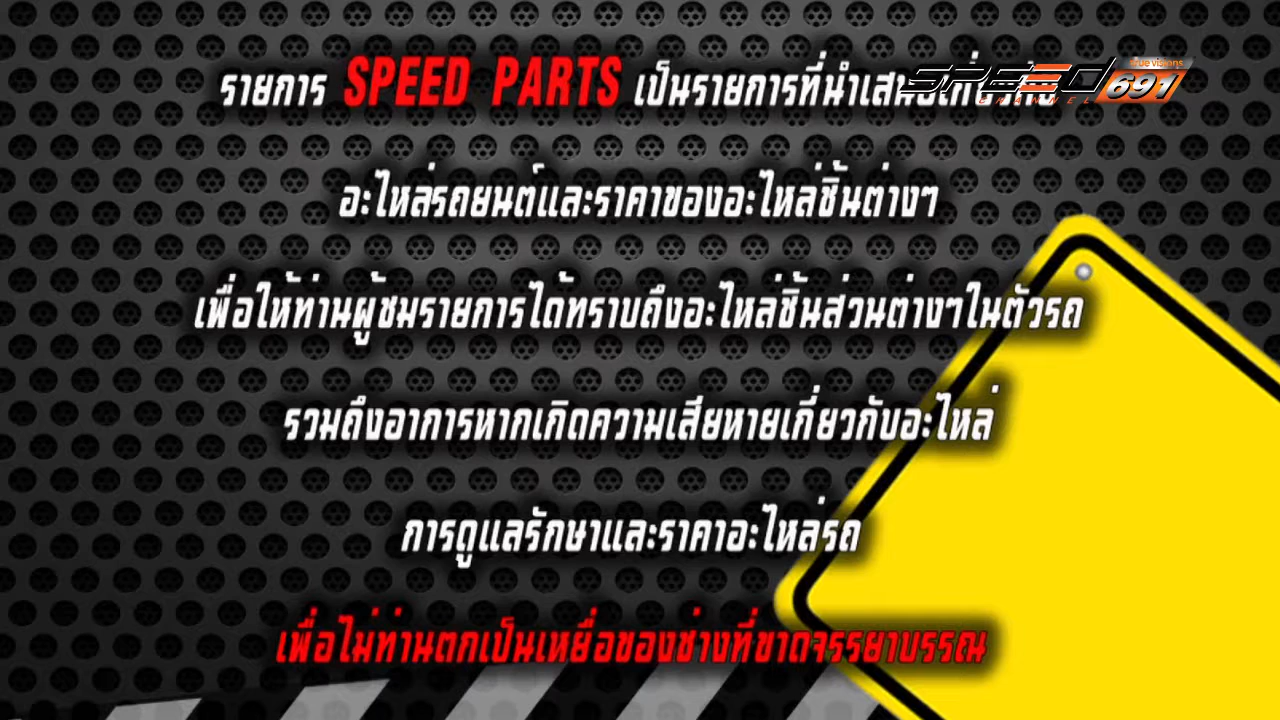 รายการ SPEED PARTS เป็นรายการที่นำเสนอเกี่ยวกับ
true visions
SPEED 691
CHANNEL
อะไหล่รถยนต์และราคาของอะไหล่ชิ้นต่างๆ
เพื่อให้ท่านผู้ชมรายการได้ทราบถึงอะไหล่ชิ้นส่วนต่างๆในตัวรถ
รวมถึงอาการหากเกิดความเสียหายเกี่ยวกับอะไหล่
การดูแลรักษาและราคาอะไหล่รถ
เพื่อไม่ท่านตกเป็นเหยื่อของช่างที่ขาดจรรยาบรรณ